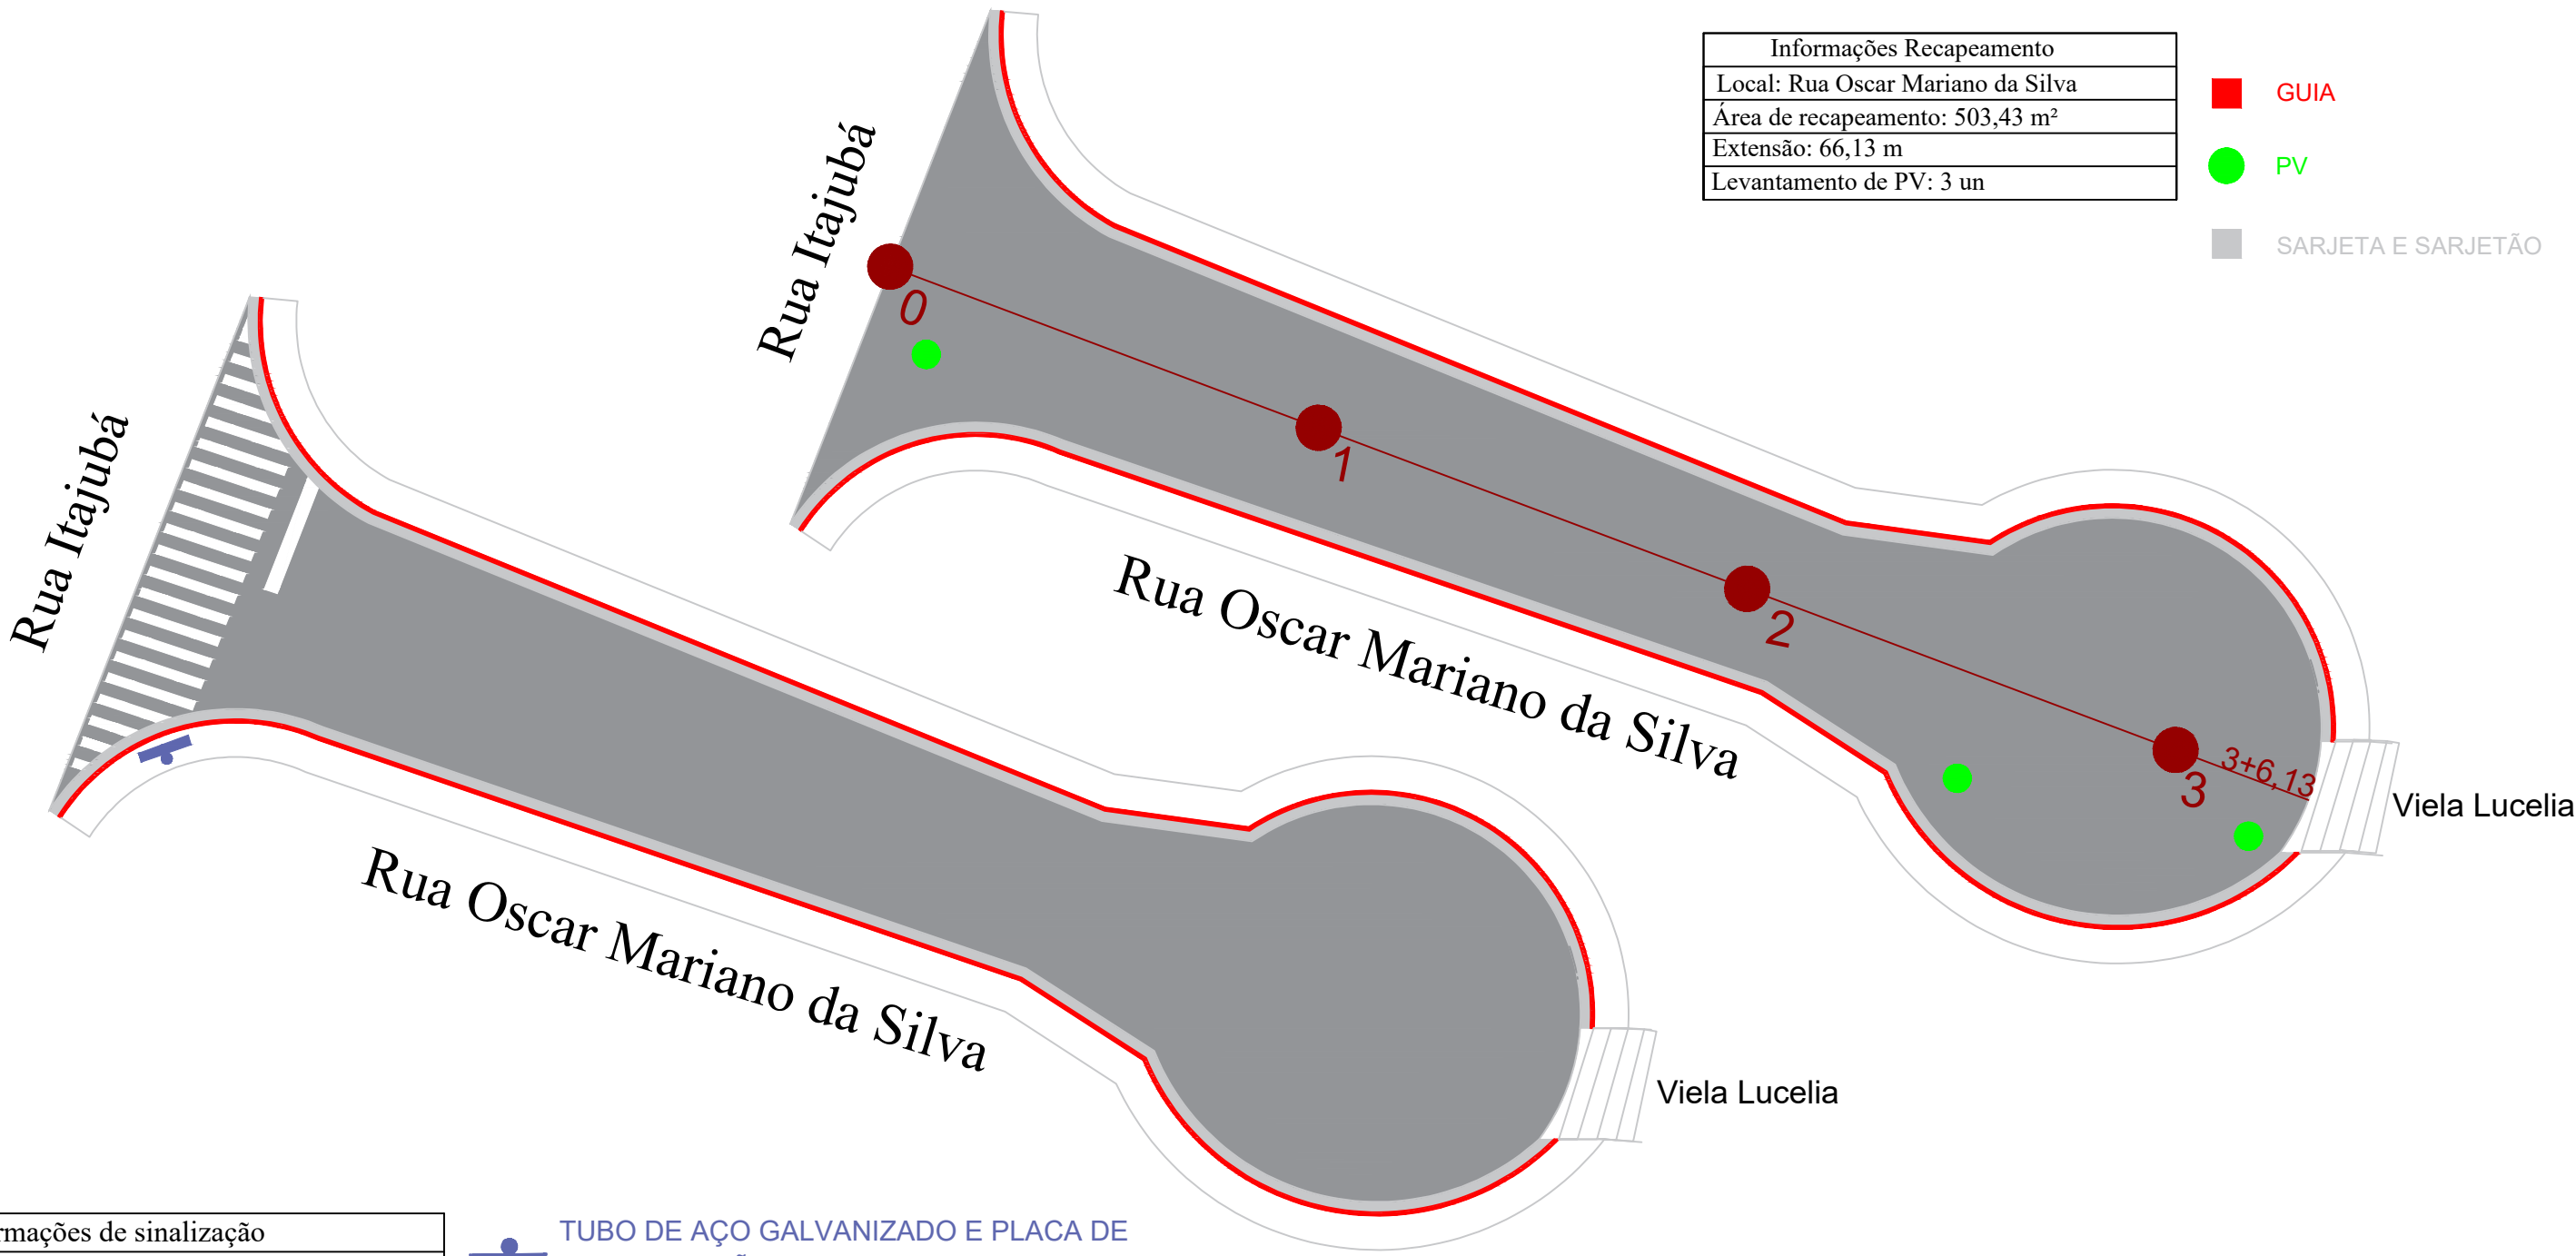 Informações Recapeamento
Local: Rua Oscar Mariano da Silva
Área de recapeamento: 503,43 m²
Extensão: 66,13 m
Levantamento de PV: 3 un
GUIA
PV
SARJETA E SARJETÃO
Rua Itajubá
0
1
2
3
3+6,13
Rua Oscar Mariano da Silva
Viela Lucelia
Rua Itajubá
Rua Oscar Mariano da Silva
Viela Lucelia
rmações de sinalização
TUBO DE AÇO GALVANIZADO E PLACA DE